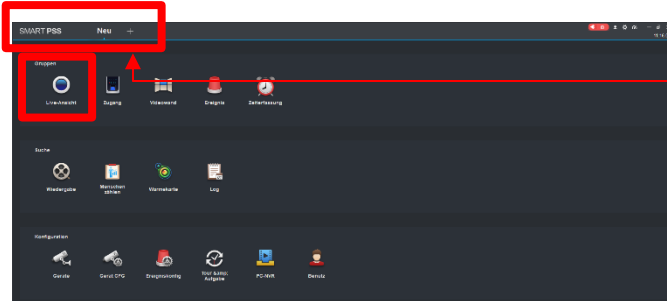 SMART PSS Neu +
Gruppen
Live-Ansicht Zugang Videowand Ereignis Zeiterfassung
Suche
Wiedergabe Menschen zählen Wärmekarte Log
Konfiguration
Geräte Gerät CFG Ereigniskonfig Tour &amp; Aufgabe PC-NVR Benutz